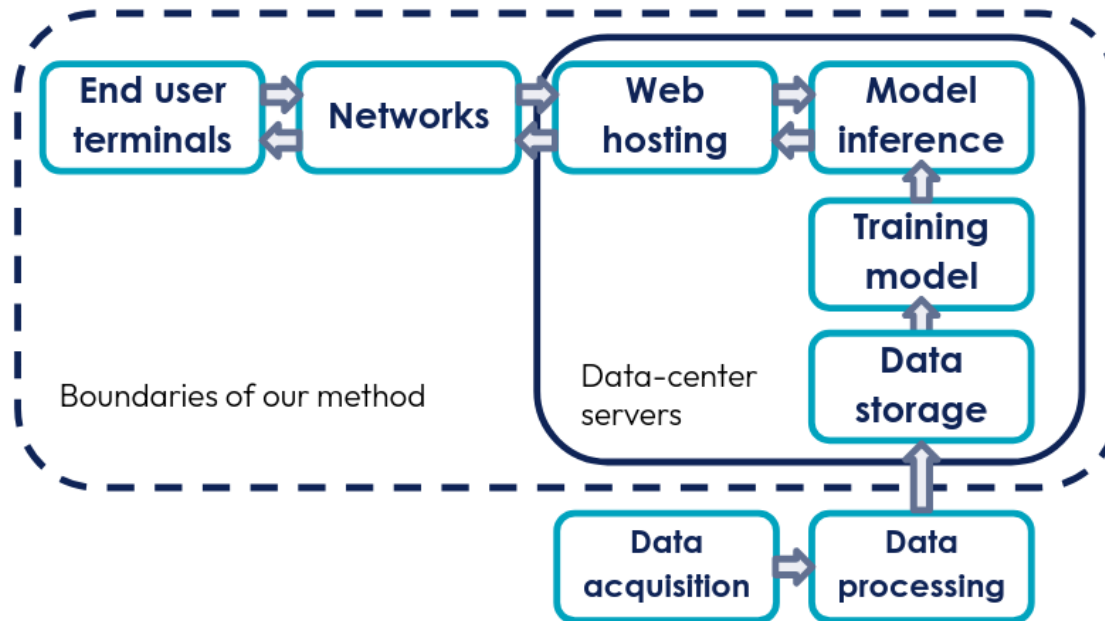 End user
terminals
Networks
Web
hosting
Model
inference
Training
model
Data
storage
Boundaries of our method
Data-center
servers
Data
acquisition
Data
processing